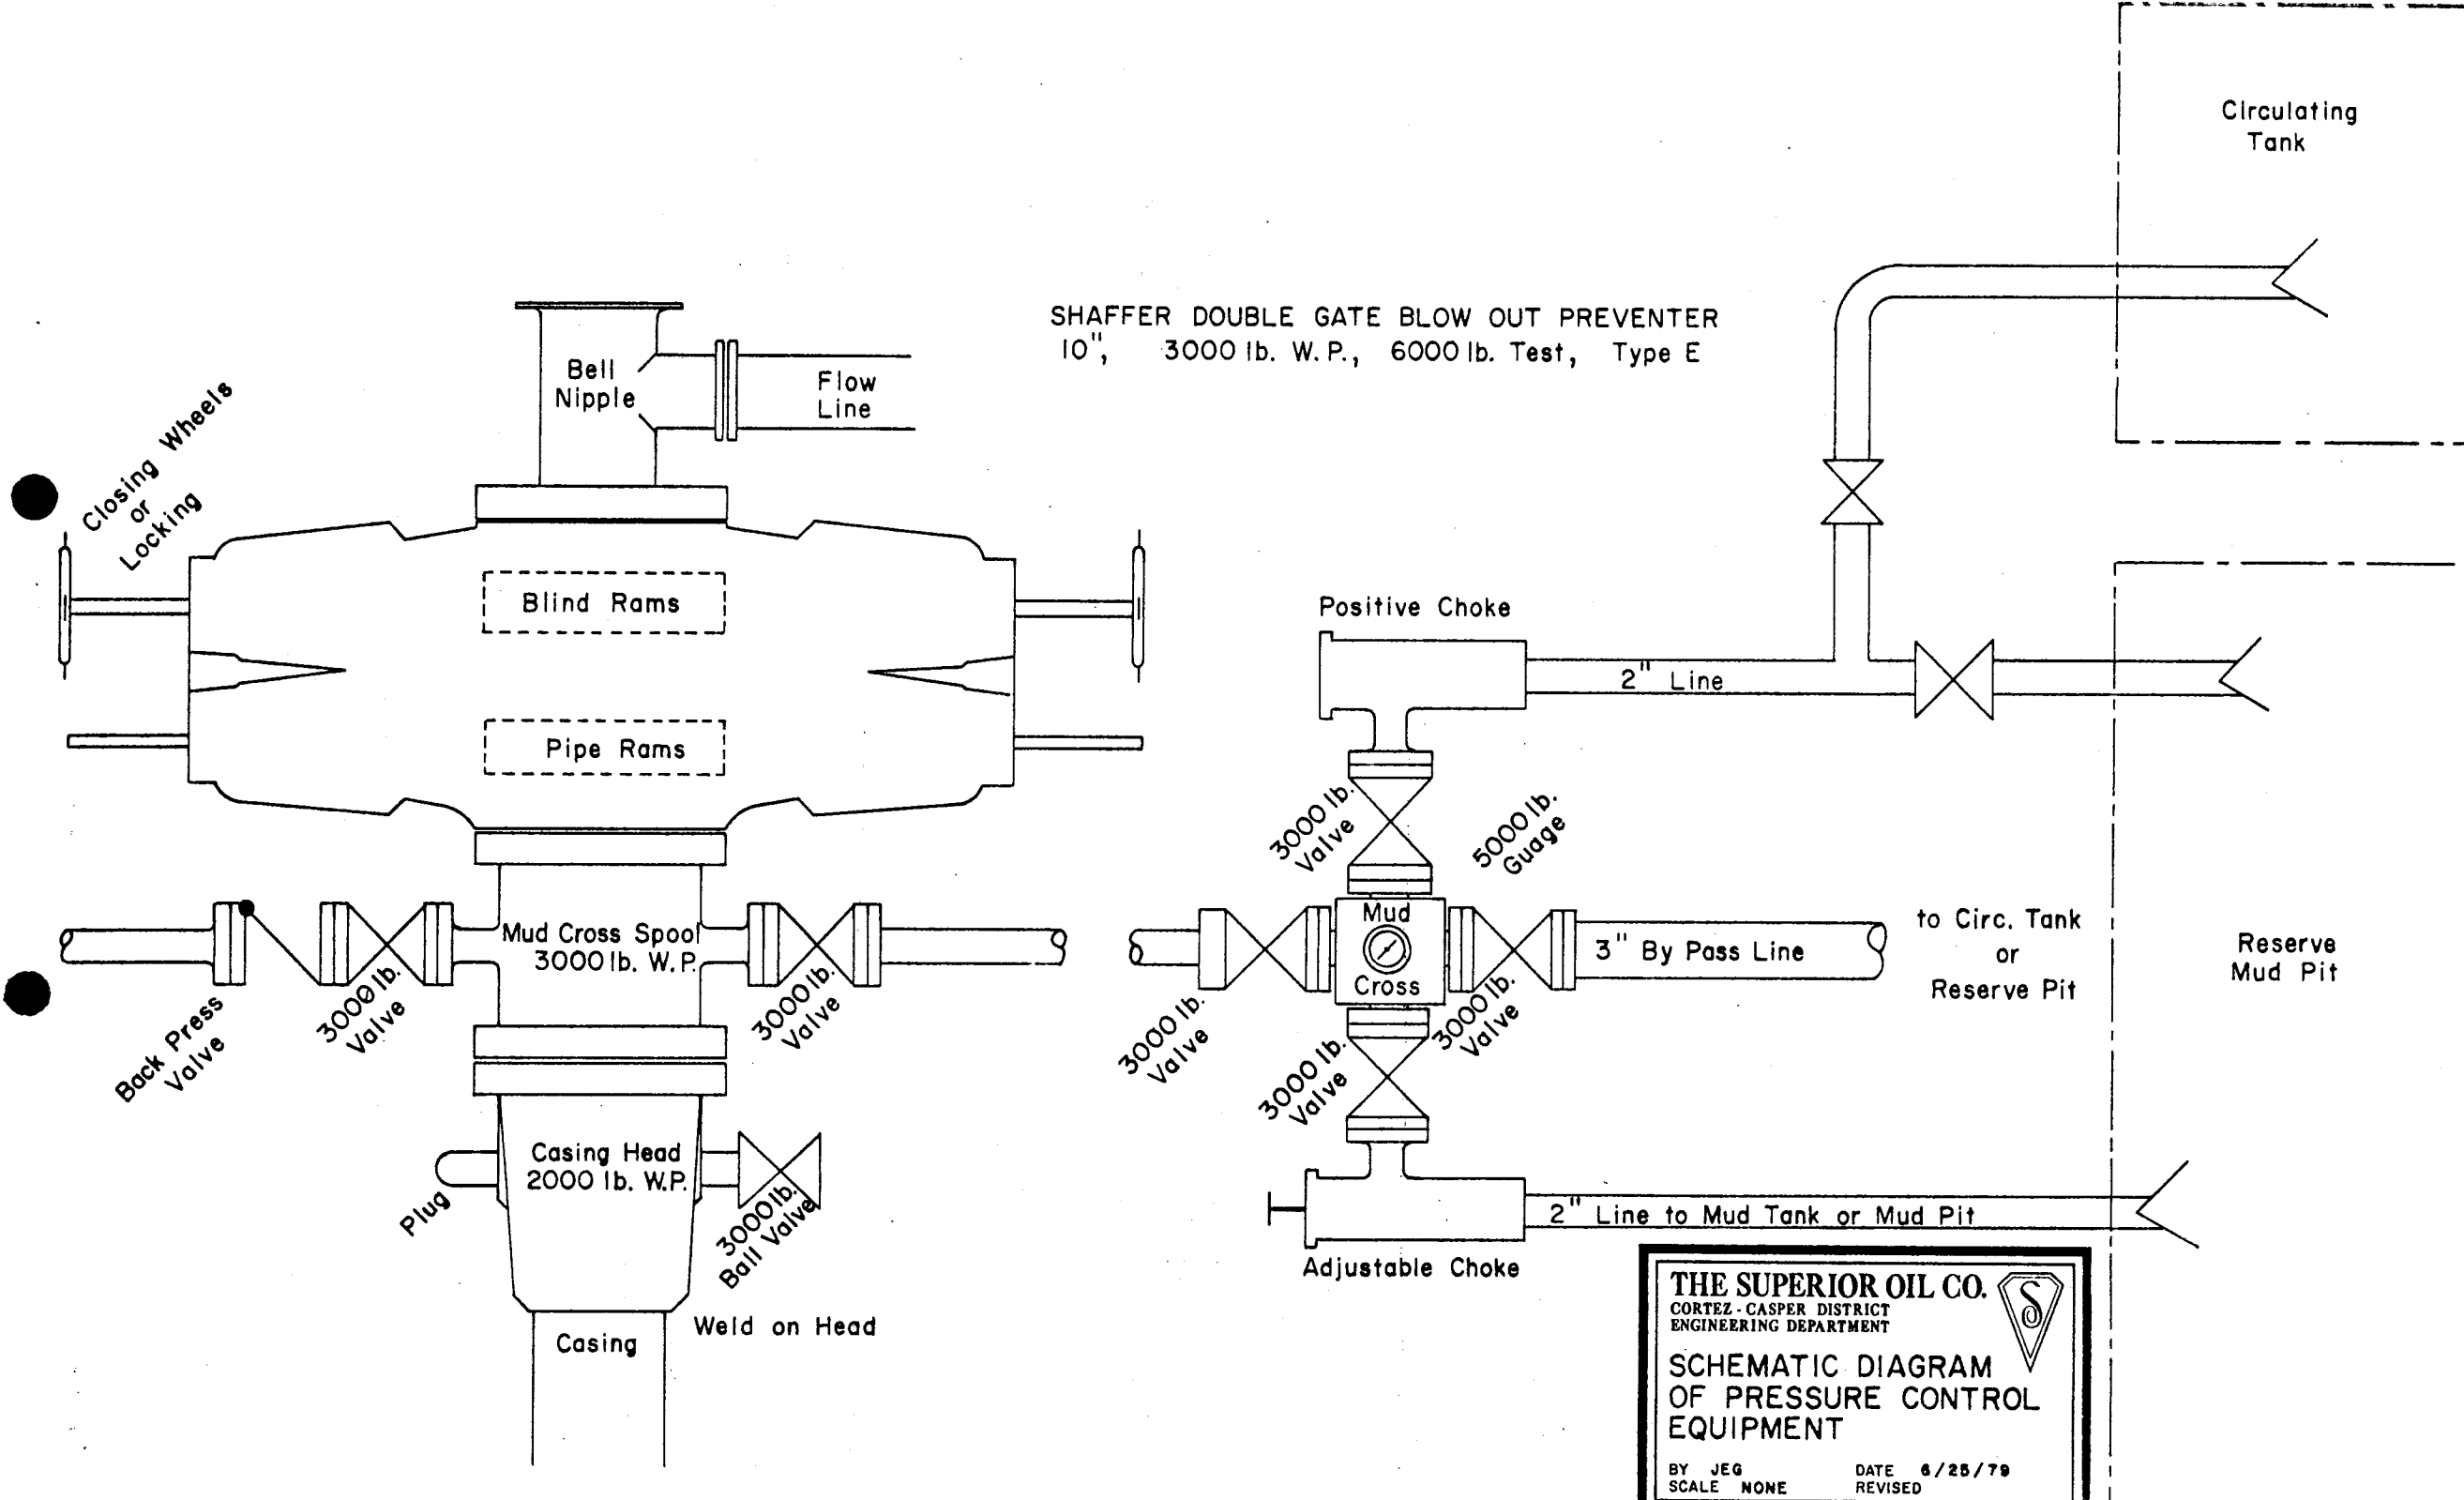 Circulating
Tank
SHAFFER DOUBLE GATE BLOW OUT PREVENTER
10", 3000 lb. W.P., 6000 lb. Test, Type E
Bell
Nipple
Flow
Line
Closing Wheels
or
Locking
Blind Rams
Pipe Rams
Positive Choke
2" Line
3000 lb.
Valve
5000 lb.
Guage
Mud Cross Spool
3000 lb. W.P.
Back Press
Valve
3000 lb.
Valve
3000 lb.
Valve
Mud
Cross
3" By Pass Line
to Circ. Tank
or
Reserve Pit
Reserve
Mud Pit
3000 lb.
Valve
3000 lb.
Valve
3000 lb.
Valve
Casing Head
2000 lb. W.P.
Plug
3000 lb.
Ball Valve
2" Line to Mud Tank or Mud Pit
Adjustable Choke
Weld on Head
Casing
THE SUPERIOR OIL CO.
CORTEZ - CASPER DISTRICT
ENGINEERING DEPARTMENT
S
SCHEMATIC DIAGRAM
OF PRESSURE CONTROL
EQUIPMENT
BY JEG DATE 6/25/79
SCALE NONE REVISED